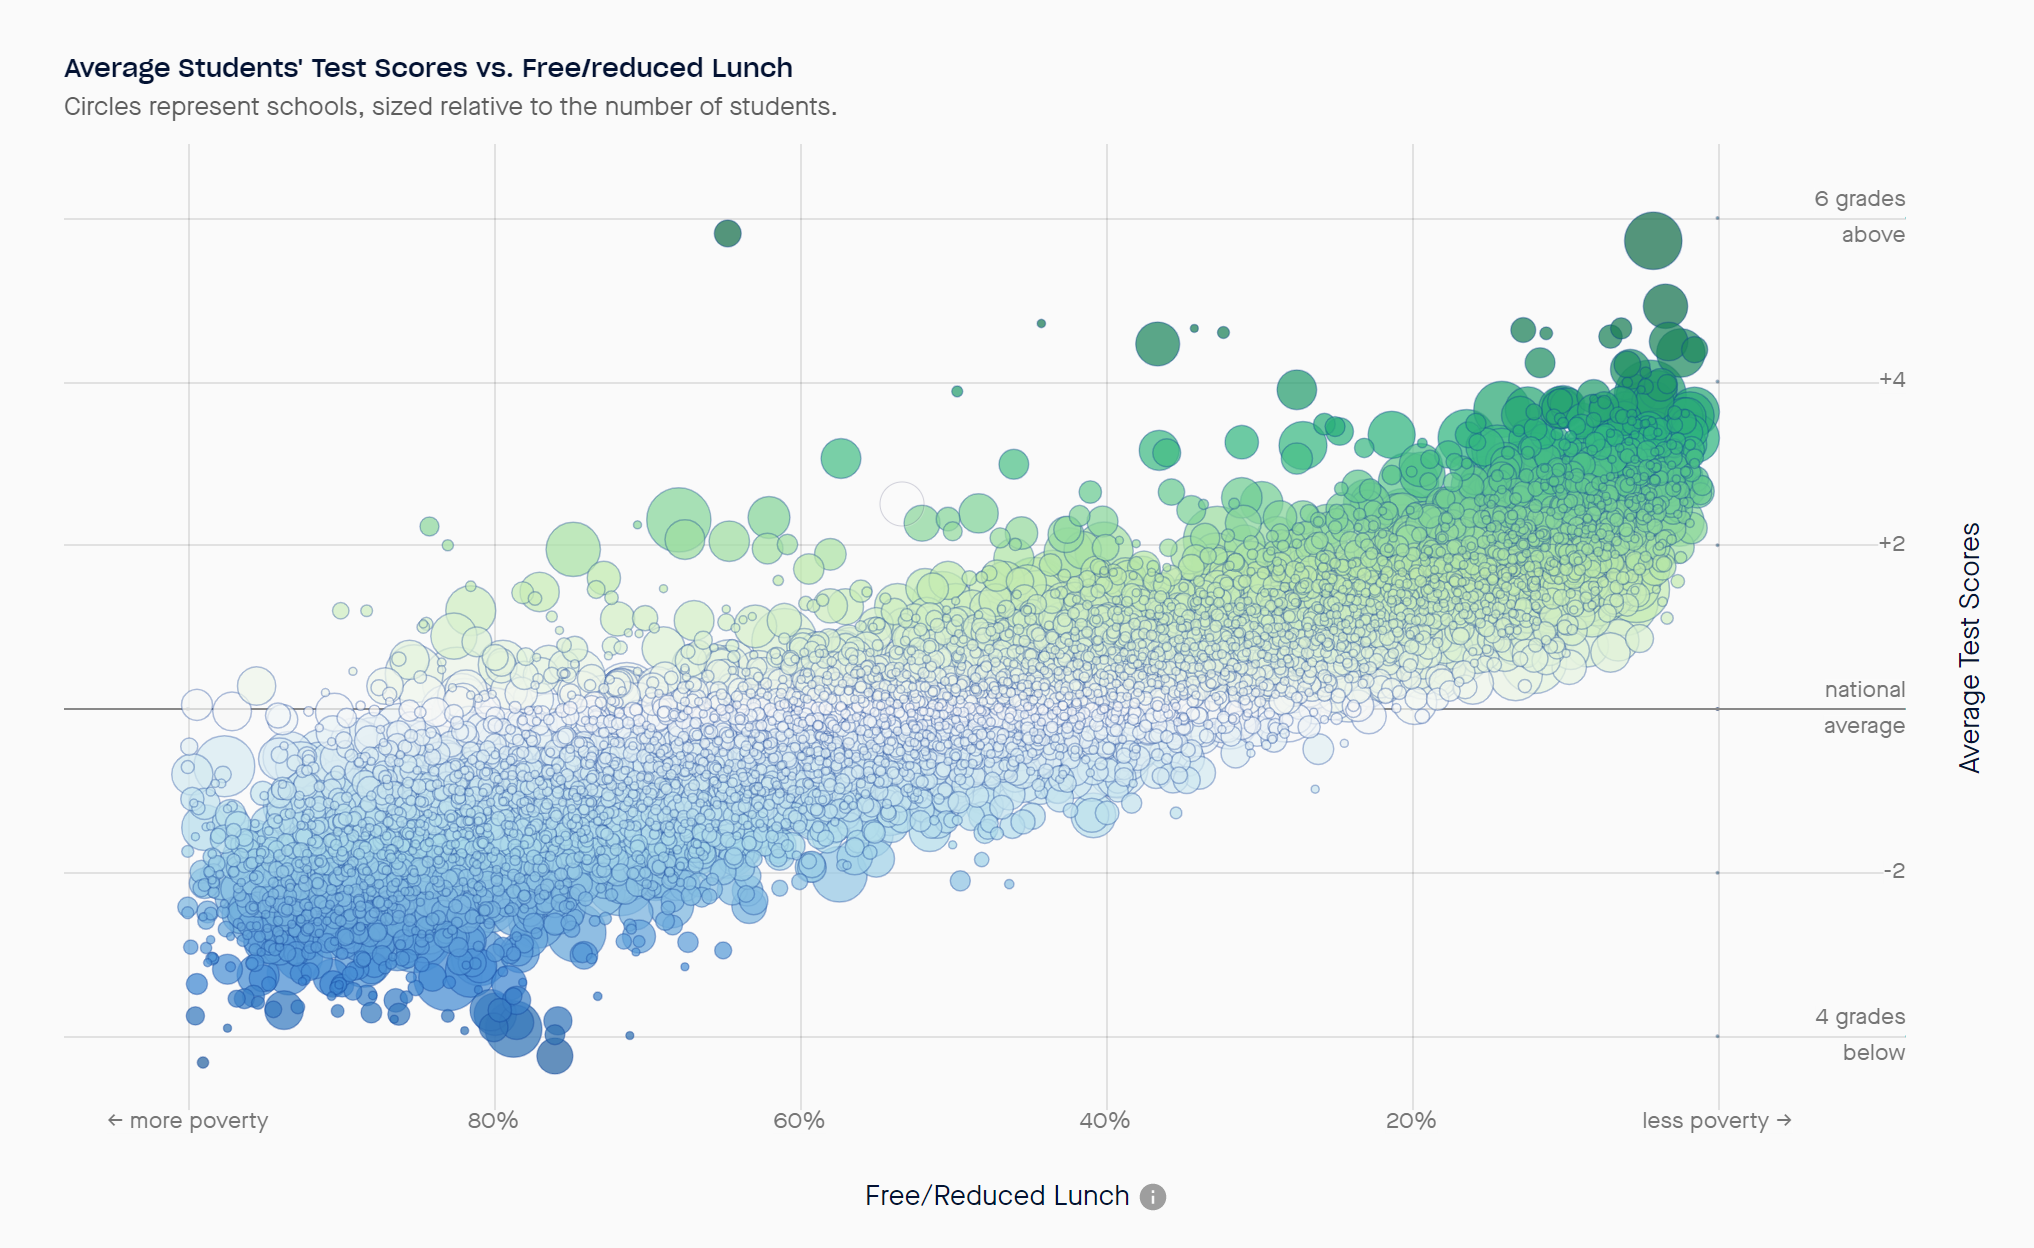 Average Students' Test Scores vs. Free/reduced Lunch
Circles represent schools, sized relative to the number of students.
6 grades
above
+4
+2
national
average
-2
4 grades
below
Average Test Scores
← more poverty
80%
60%
40%
20%
less poverty →
Free/Reduced Lunch i